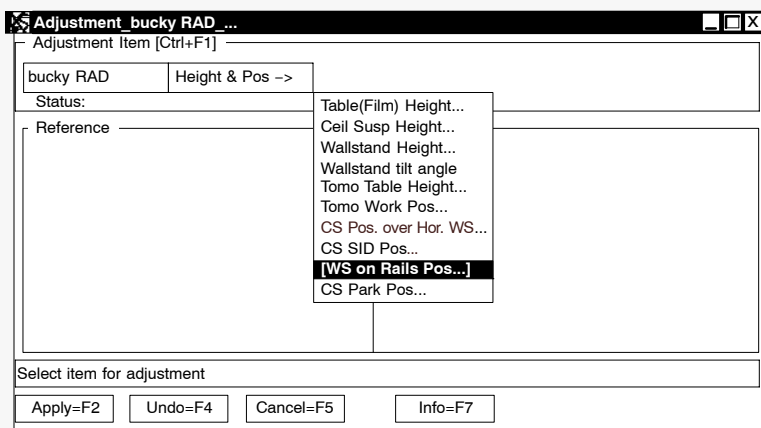 Adjustment_bucky RAD_...
Adjustment Item [Ctrl+F1]
bucky RAD
Height & Pos ->
Status:
Table(Film) Height...
Ceil Susp Height...
Wallstand Height...
Wallstand tilt angle
Tomo Table Height...
Tomo Work Pos...
CS Pos. over Hor. WS...
CS SID Pos...
[WS on Rails Pos...]
CS Park Pos...
Reference
Select item for adjustment
Apply=F2 Undo=F4 Cancel=F5 Info=F7